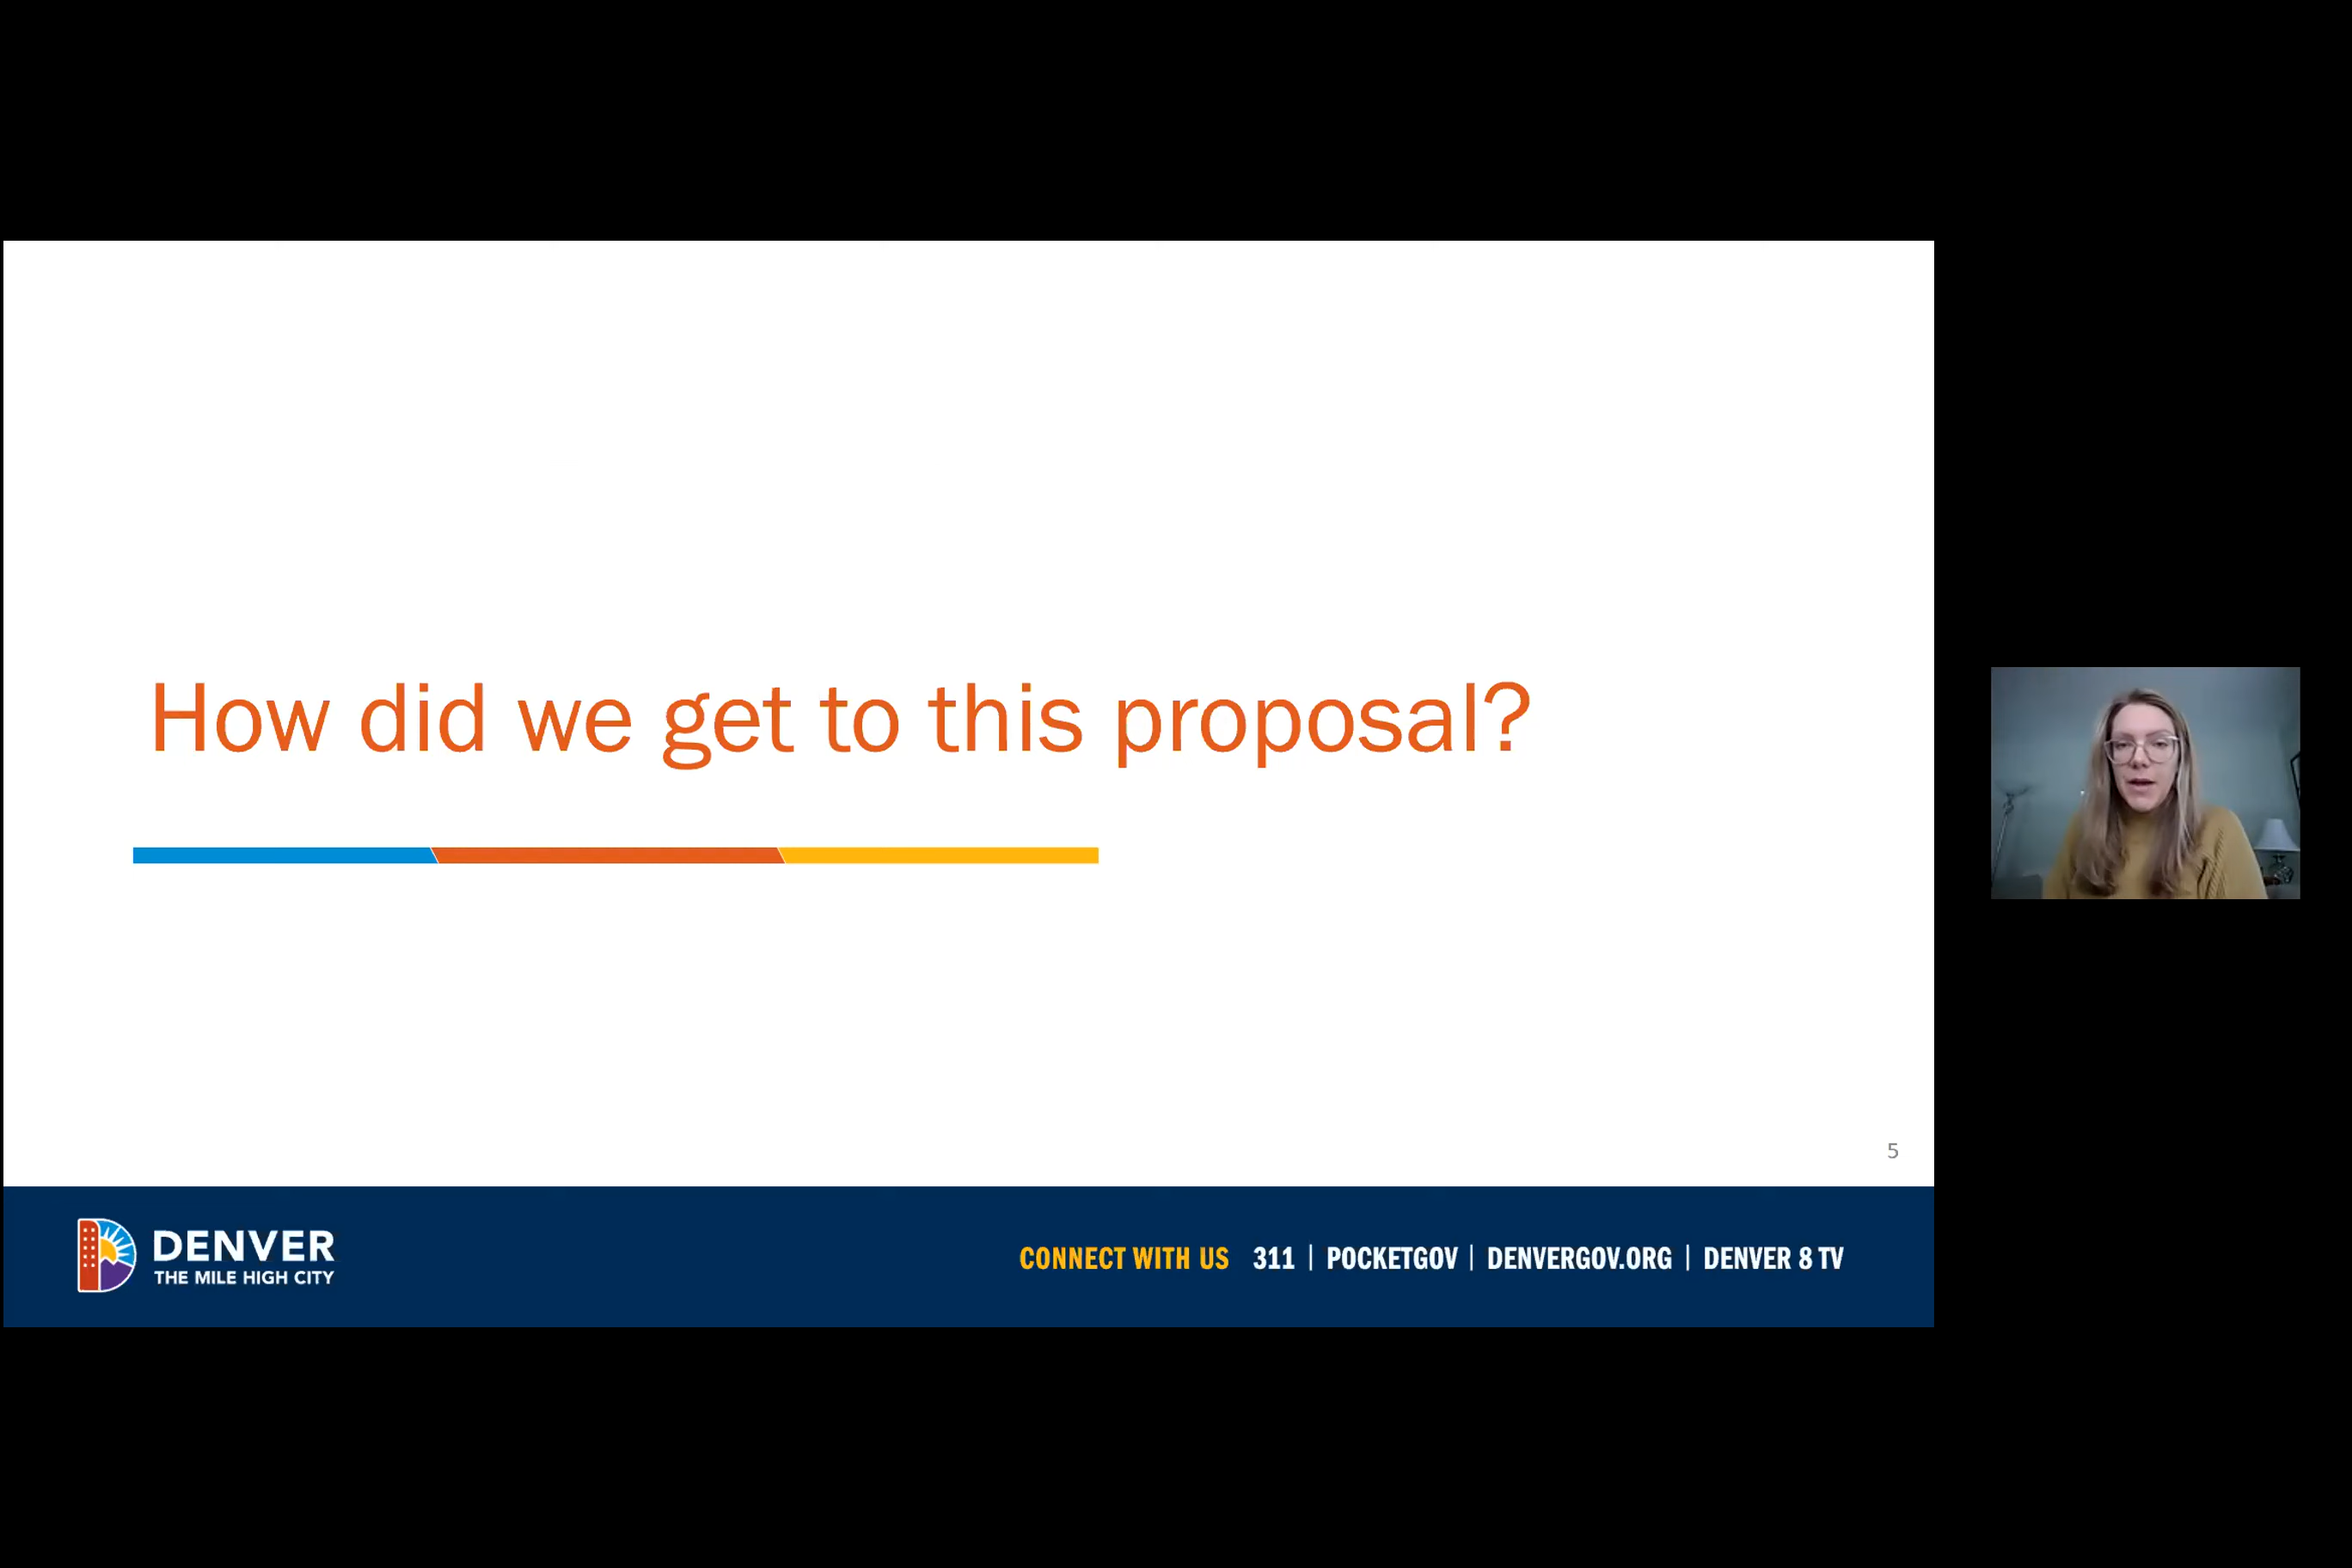 How did we get to this proposal?
5
DENVER
THE MILE HIGH CITY
CONNECT WITH US 311 | POCKETGOV | DENVERGOV.ORG | DENVER 8 TV